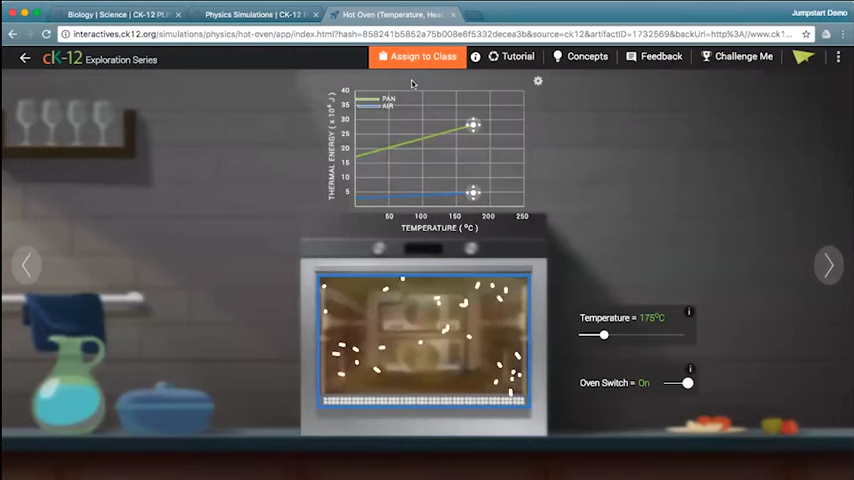 Biology | Science | CK-12
Physics Simulations | CK-12 F
Hot Oven (Temperature, Heat
Jumpstart Demo
interactives.ck12.org/simulations/physics/hot-oven/app/index.html?hash=858241b5852a75b008e6f5332decea3b&source=ck12&artifactID=1732569&backUrl=http%3A//www.ck1...
cK-12 Exploration Series
Assign to Class
Tutorial
Concepts
Feedback
Challenge Me
THERMAL ENERGY ( x 10⁴ J )
40
35
30
25
20
15
10
5
PAN
AIR
50 100 150 200 250
TEMPERATURE ( ⁰C )
Temperature = 175⁰C
Oven Switch = On